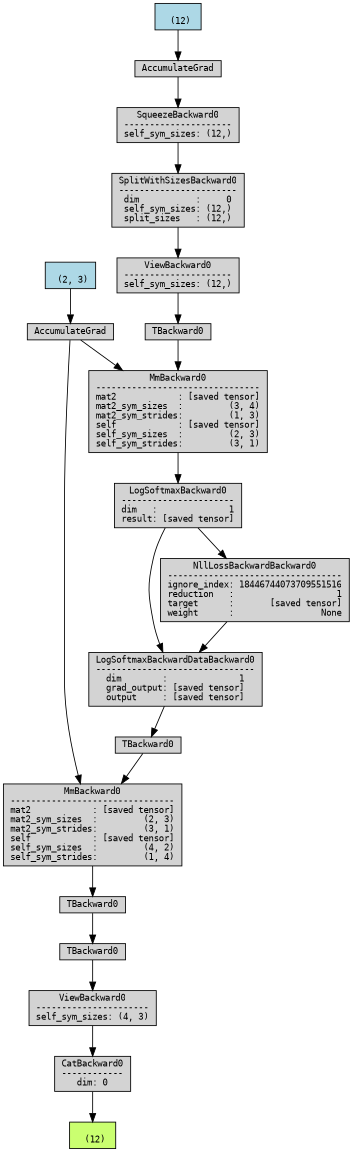 (12)
AccumulateGrad
SqueezeBackward0
----------------------
self_sym_sizes: (12,)
SplitWithSizesBackward0
-----------------------
dim           :     0
self_sym_sizes: (12,)
split_sizes   : (12,)
ViewBackward0
----------------------
self_sym_sizes: (12,)
(2, 3)
AccumulateGrad
TBackward0
MmBackward0
--------------------------------
mat2            : [saved tensor]
mat2_sym_sizes  :         (3, 4)
mat2_sym_strides:         (1, 3)
self            : [saved tensor]
self_sym_sizes  :         (2, 3)
self_sym_strides:         (3, 1)
LogSoftmaxBackward0
----------------------
dim   :              1
result: [saved tensor]
NllLossBackwardBackward0
----------------------------------
ignore_index: 18446744073709551516
reduction   :                    1
target      :       [saved tensor]
weight      :                 None
LogSoftmaxBackwardDataBackward0
-------------------------------
dim        :              1
grad_output: [saved tensor]
output     : [saved tensor]
TBackward0
MmBackward0
--------------------------------
mat2            : [saved tensor]
mat2_sym_sizes  :         (2, 3)
mat2_sym_strides:         (3, 1)
self            : [saved tensor]
self_sym_sizes  :         (4, 2)
self_sym_strides:         (1, 4)
TBackward0
TBackward0
ViewBackward0
----------------------
self_sym_sizes: (4, 3)
CatBackward0
------------
dim: 0
(12)